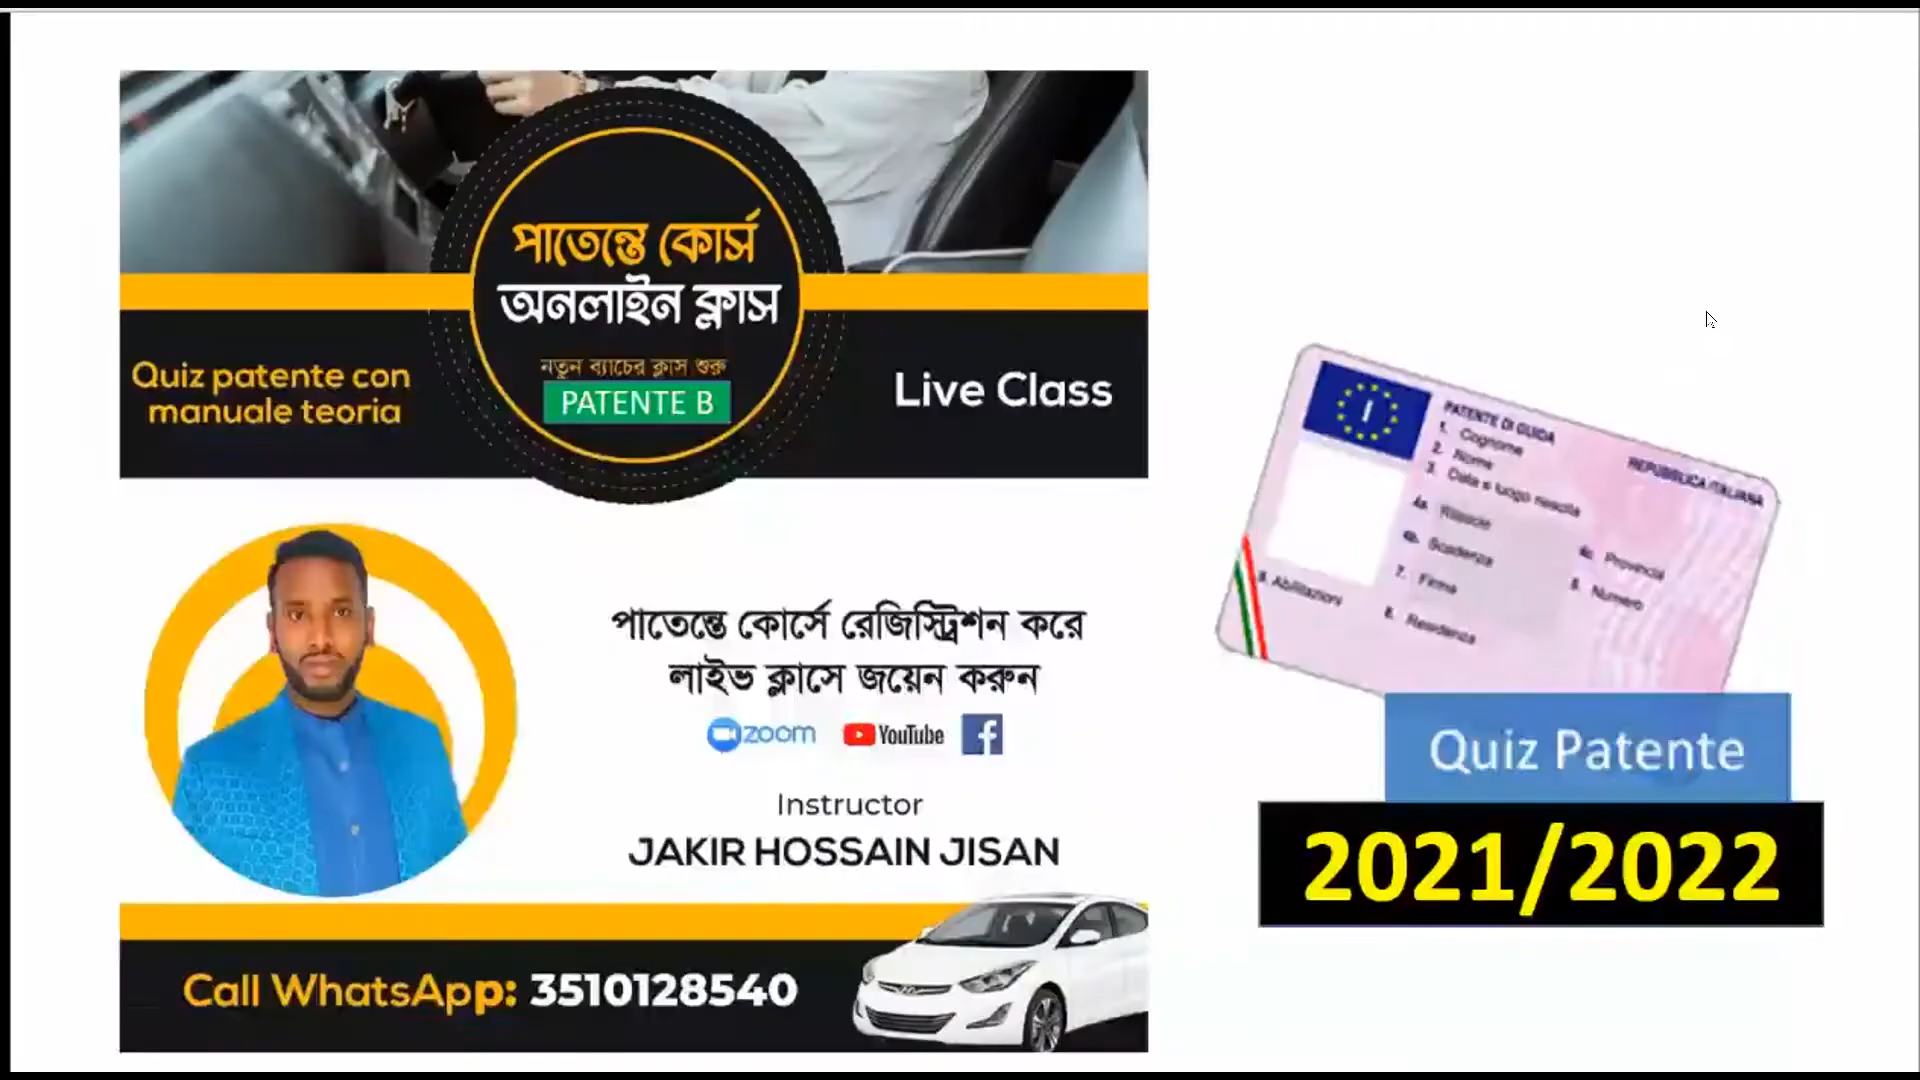 পাতেন্তে কোর্স
অনলাইন ক্লাস
নতুন ব্যাচের ক্লাস শুরু
PATENTE B
Quiz patente con
manuale teoria
Live Class
পাতেন্তে কোর্সে রেজিস্ট্রিশন করে
লাইভ ক্লাসে জয়েন করুন
zoom
YouTube
f
Instructor
JAKIR HOSSAIN JISAN
Call WhatsApp: 3510128540
I
PATENTE DI GUIDA
REPUBBLICA ITALIANA
1. Cognome
2. Nome
3. Data e luogo nascita
4a. Rilascio
4b. Scadenza
4c. Provincia
7. Firma
5. Numero
9. Abilitazioni
8. Residenza
Quiz Patente
2021/2022